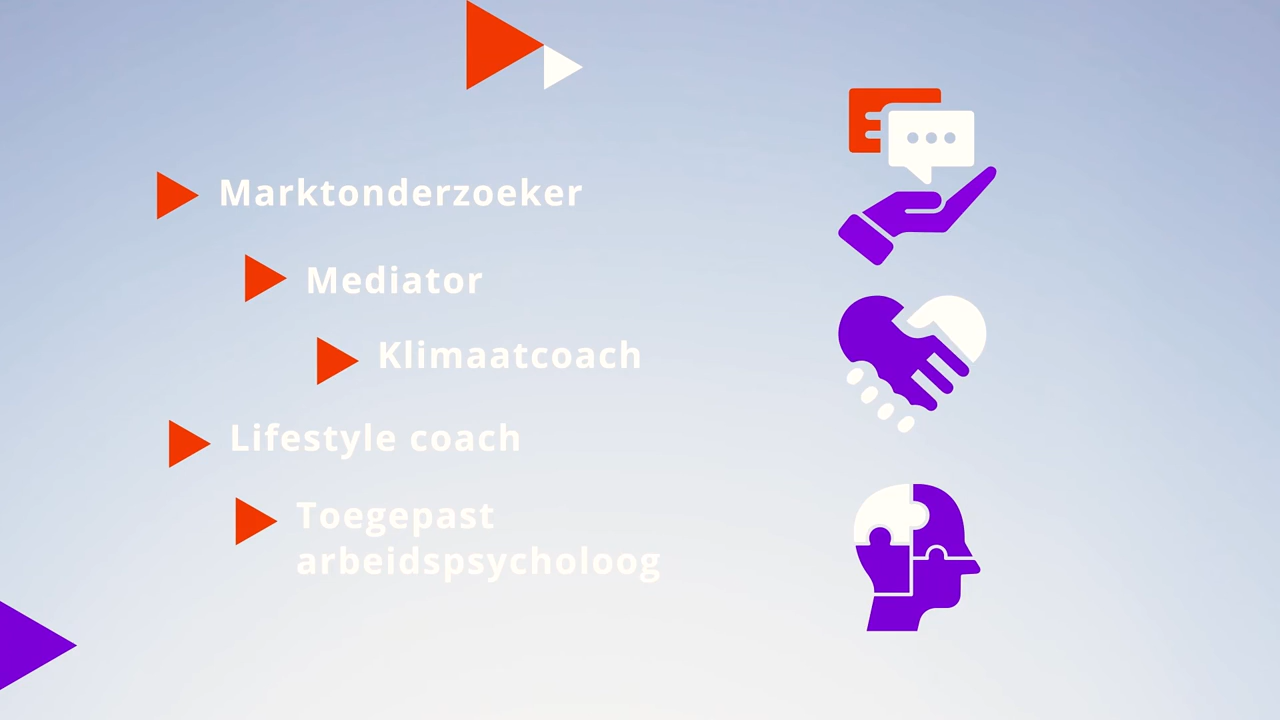 Marktonderzoeker
Mediator
Klimaatcoach
Lifestyle coach
Toegepast
arbeidspsycholoog